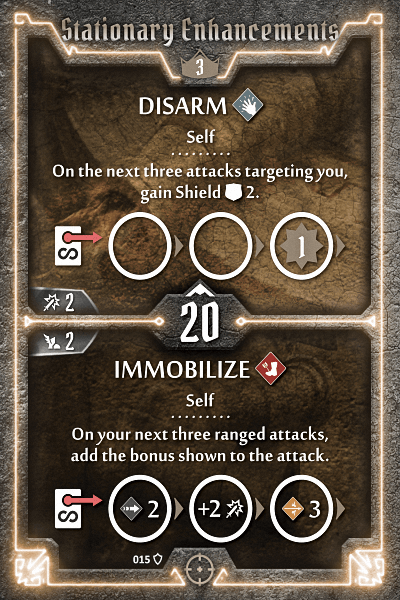 Stationary Enhancements
3
DISARM
Self
On the next three attacks targeting you,
gain Shield 2.
S
1
2
20
2
IMMOBILIZE
Self
On your next three ranged attacks,
add the bonus shown to the attack.
S
2 +2 3
015